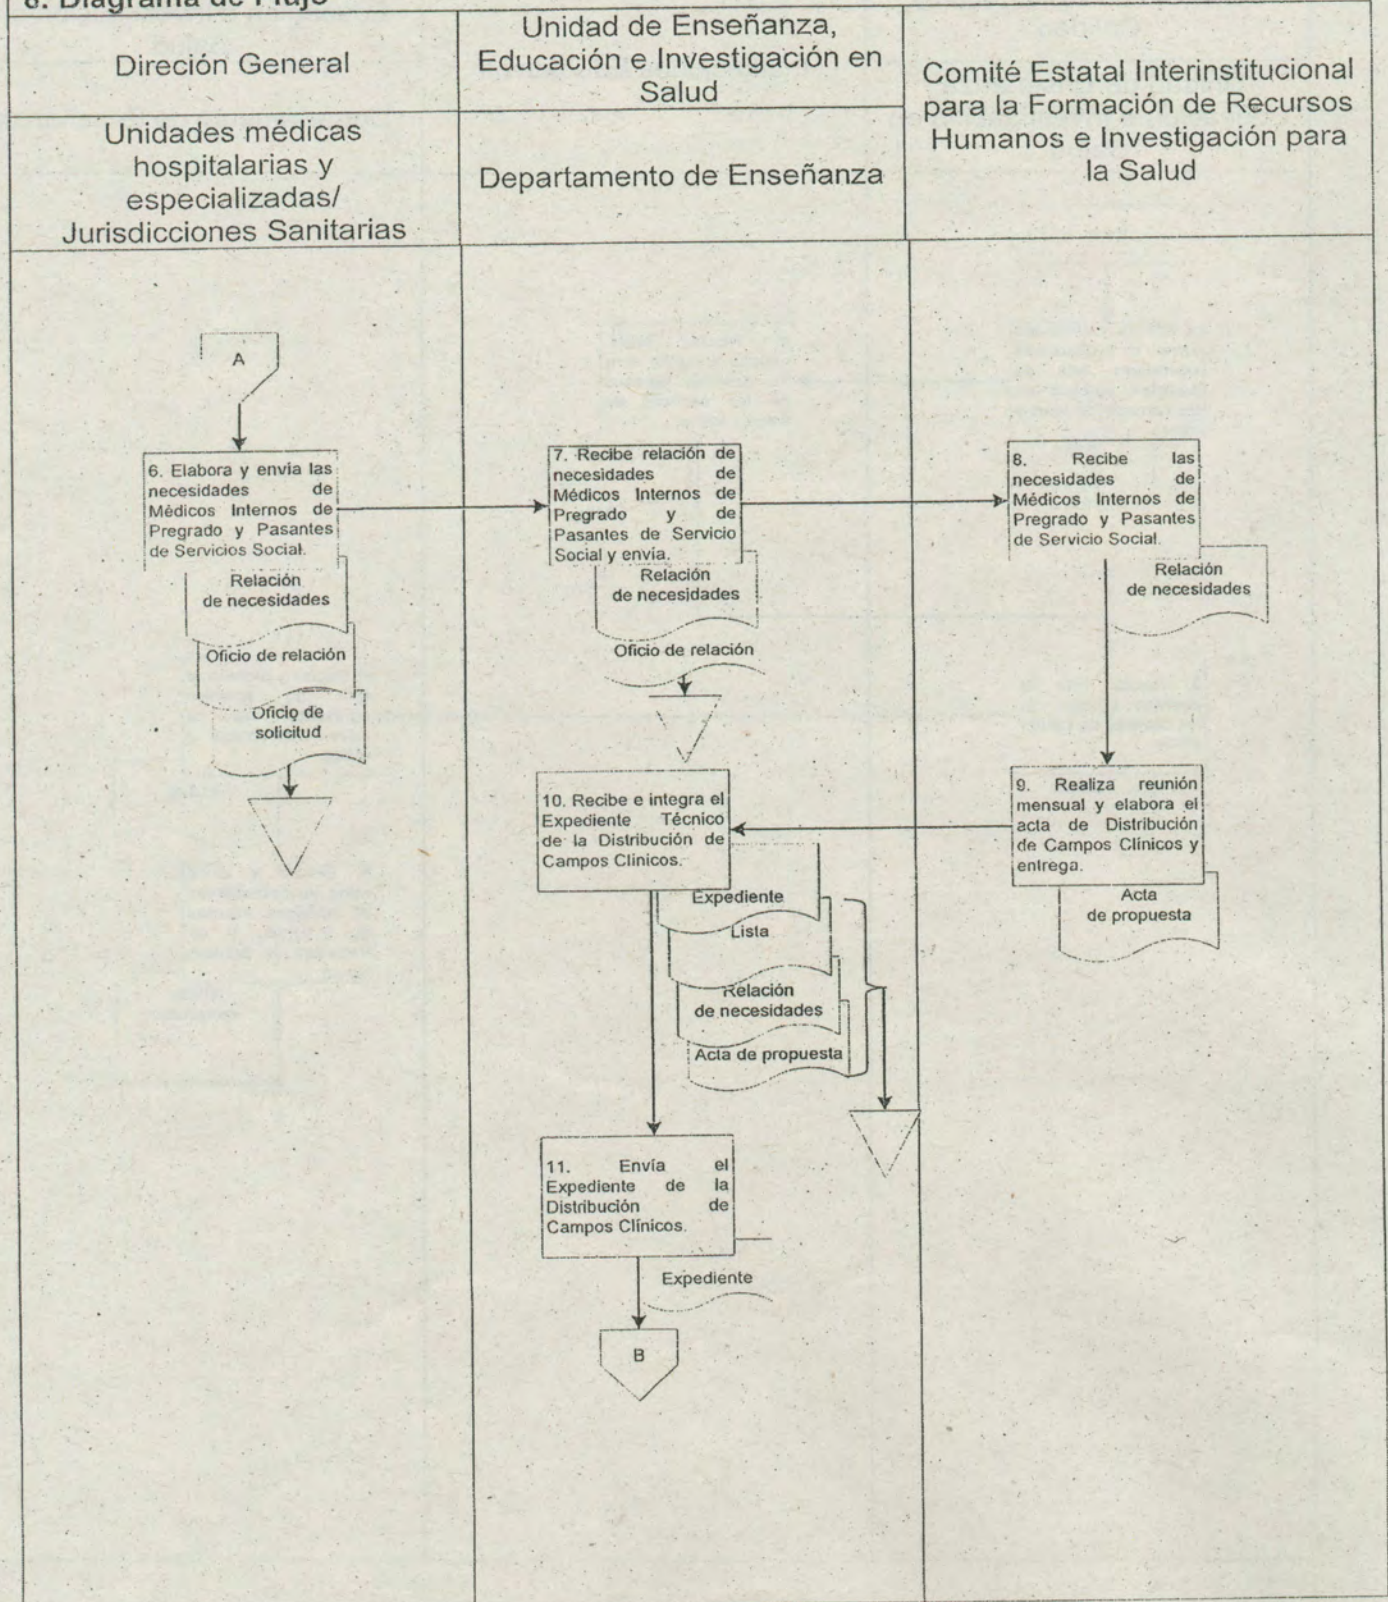 6. Diagrama de Flujo
Direción General
Unidad de Enseñanza,
Educación e Investigación en
Salud
Comité Estatal Interinstitucional
para la Formación de Recursos
Humanos e Investigación para
la Salud
Unidades médicas
hospitalarias y
especializadas/
Jurisdicciones Sanitarias
Departamento de Enseñanza
A
6. Elabora y envia las
necesidades de
Médicos Internos de
Pregrado y Pasantes
de Servicios Social.
Relación
de necesidades
Oficio de relación
Oficio de
solicitud
7. Recibe relación de
necesidades de
Médicos Internos de
Pregrado y de
Pasantes de Servicio
Social y envia.
Relación
de necesidades
Oficio de relación
8. Recibe las
necesidades de
Médicos Internos de
Pregrado y Pasantes
de Servicio Social.
Relación
de necesidades
9. Realiza reunión
mensual y elabora el
acta de Distribución
de Campos Clínicos y
entrega.
Acta
de propuesta
10. Recibe e integra el
Expediente Técnico
de la Distribución de
Campos Clinicos.
Expediente
Lista
Relación
de necesidades
Acta de propuesta
11. Envía el
Expediente de la
Distribución de
Campos Clínicos.
Expediente
B